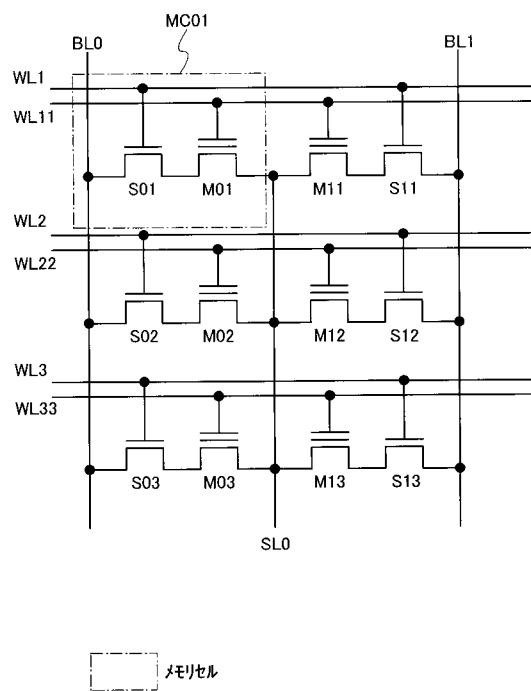 MC01
BL0 BL1
WL1
WL11
S01 M01 M11 S11
WL2
WL22
S02 M02 M12 S12
WL3
WL33
S03 M03 M13 S13
SL0
メモリセル